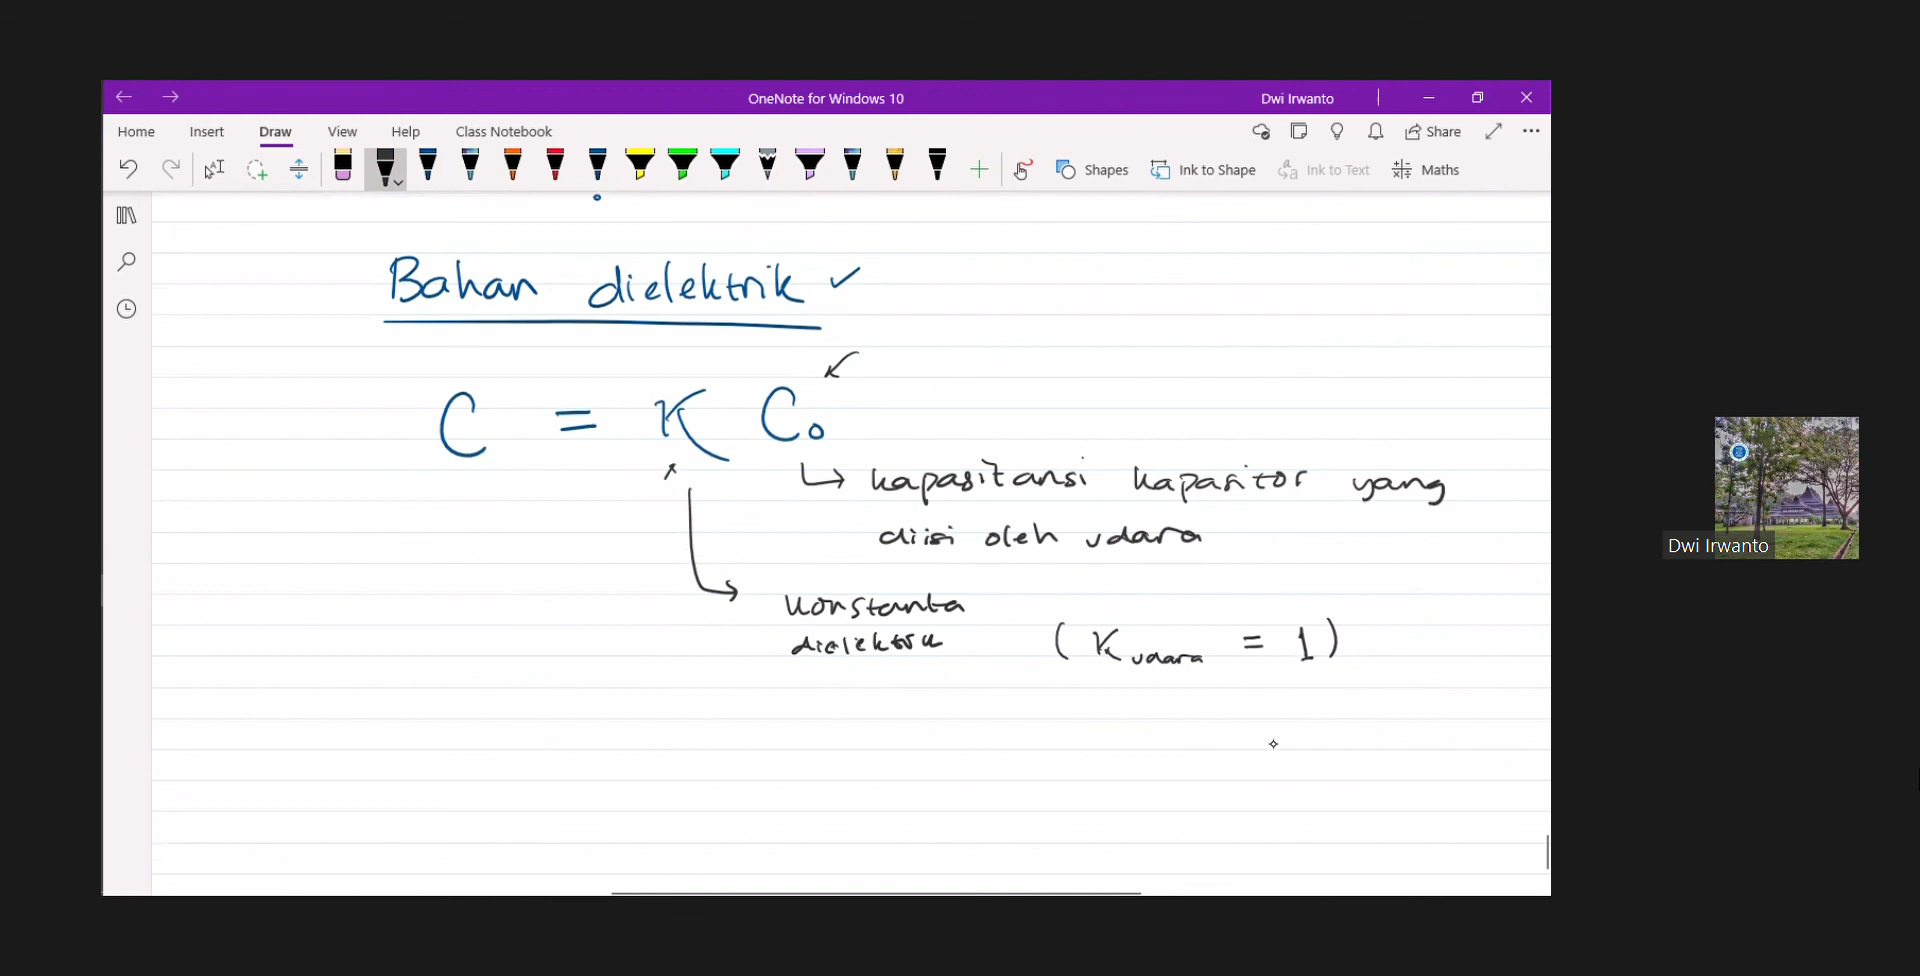 OneNote for Windows 10
Dwi Irwanto
Home Insert Draw View Help Class Notebook
Share
Shapes Ink to Shape Ink to Text Maths
Bahan dielektrik ✓
C = κ C₀
↳ kapasitansi kapasitor yang
diisi oleh udara
konstanta
dielektrik
( κ udara = 1 )
Dwi Irwanto